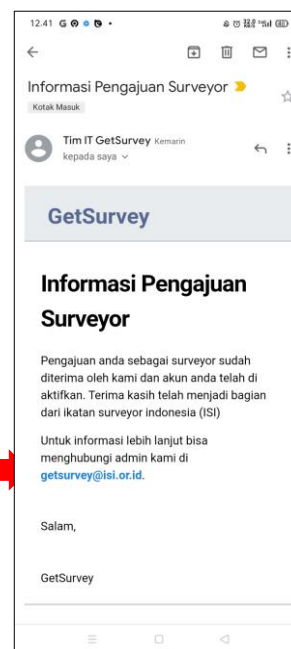 12.41 G
Informasi Pengajuan Surveyor
Kotak Masuk
Tim IT GetSurvey Kemarin
kepada saya
GetSurvey
Informasi Pengajuan
Surveyor
Pengajuan anda sebagai surveyor sudah
diterima oleh kami dan akun anda telah di
aktifkan. Terima kasih telah menjadi bagian
dari ikatan surveyor indonesia (ISI)
Untuk informasi lebih lanjut bisa
menghubungi admin kami di
getsurvey@isi.or.id.
Salam,
GetSurvey